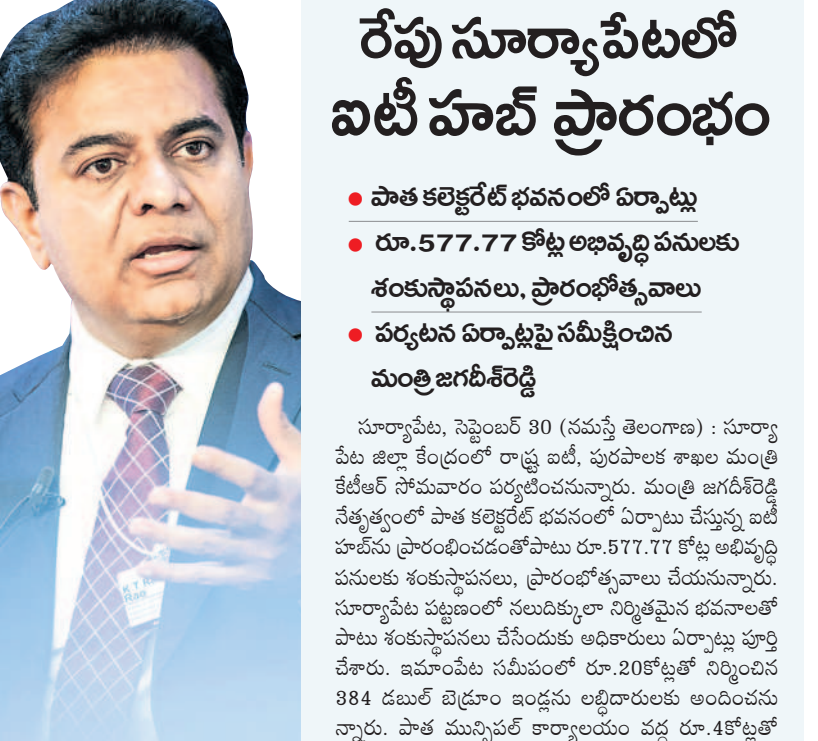 రేపు సూర్యాపేటలో
ఐటీ హబ్ ప్రారంభం
● పాత కలెక్టరేట్ భవనంలో ఏర్పాట్లు
● రూ.577.77 కోట్ల అభివృద్ధి పనులకు
శంకుస్థాపనలు, ప్రారంభోత్సవాలు
● పర్యటన ఏర్పాట్లపై సమీక్షించిన
మంత్రి జగదీశ్‌రెడ్డి
సూర్యాపేట, సెప్టెంబర్ 30 (నమస్తే తెలంగాణ) : సూర్యా
పేట జిల్లా కేంద్రంలో రాష్ట్ర ఐటీ, పురపాలక శాఖల మంత్రి
కేటీఆర్ సోమవారం పర్యటించనున్నారు. మంత్రి జగదీశ్‌రెడ్డి
నేతృత్వంలో పాత కలెక్టరేట్ భవనంలో ఏర్పాటు చేస్తున్న ఐటీ
హబ్‌ను ప్రారంభించడంతోపాటు రూ.577.77 కోట్ల అభివృద్ధి
పనులకు శంకుస్థాపనలు, ప్రారంభోత్సవాలు చేయనున్నారు.
సూర్యాపేట పట్టణంలో నలుదిక్కులా నిర్మితమైన భవనాలతో
పాటు శంకుస్థాపనలు చేసేందుకు అధికారులు ఏర్పాట్లు పూర్తి
చేశారు. ఇమాంపేట సమీపంలో రూ.20కోట్లతో నిర్మించిన
384 డబుల్ బెడ్రూం ఇండ్లను లబ్ధిదారులకు అందించను
న్నారు. పాత మున్సిపల్ కార్యాలయం వద్ద రూ.4కోట్లతో
K T R
Rao